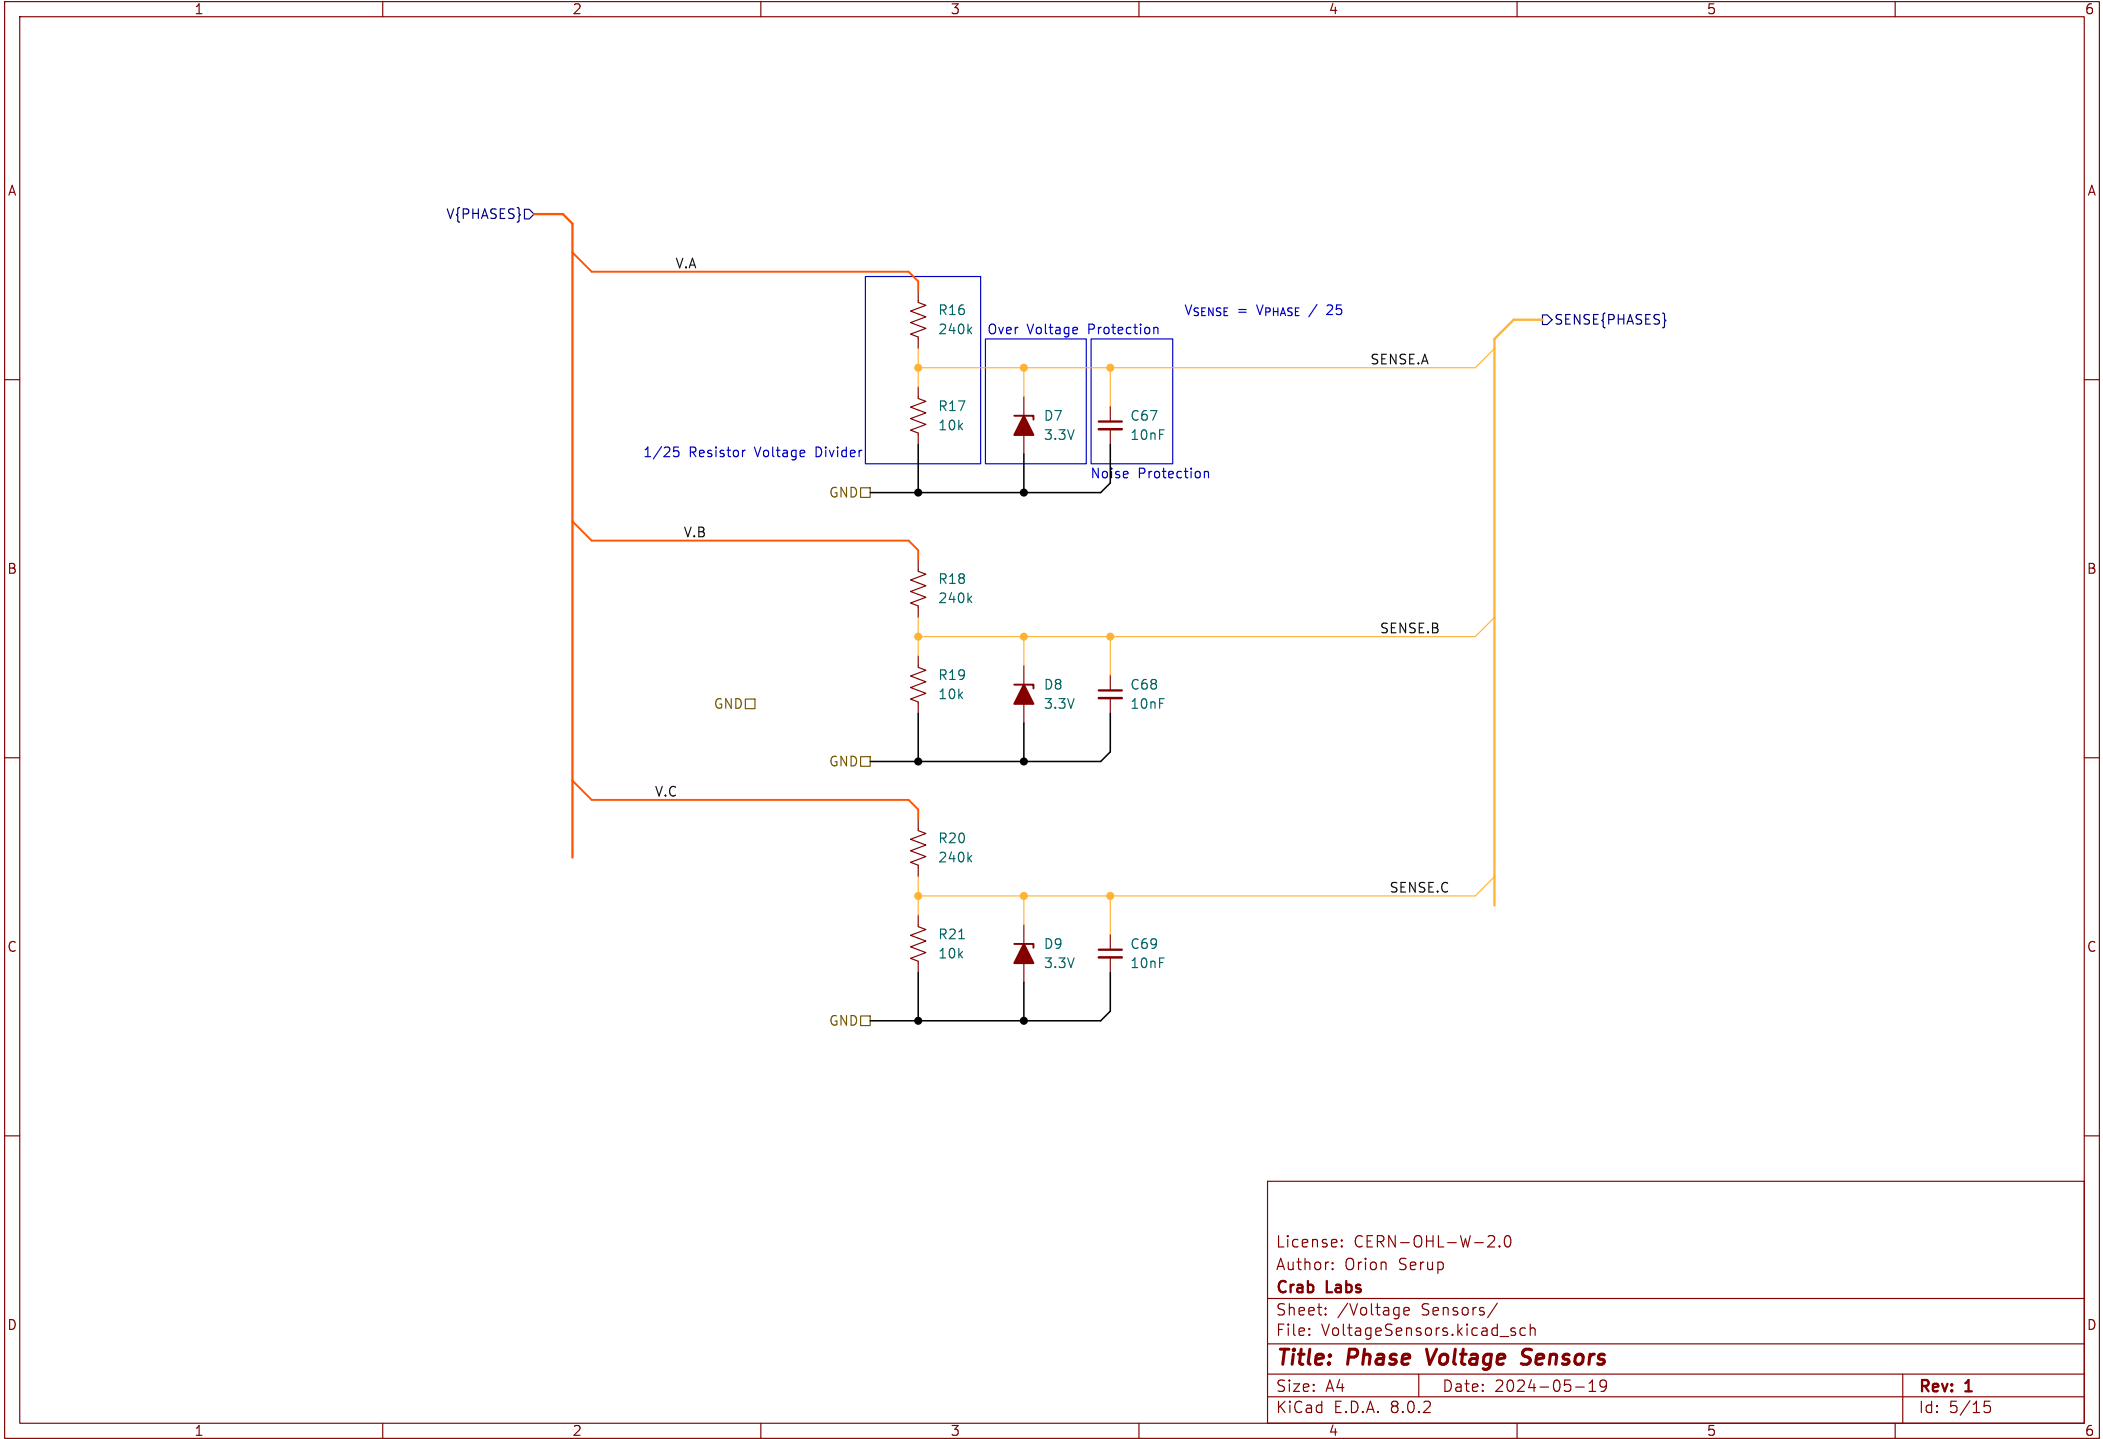 1 2 3 4 5 6
A A
V{PHASES}
V.A
R16
240k
VSENSE = VPHASE / 25
SENSE{PHASES}
Over Voltage Protection
SENSE.A
R17
10k
D7
3.3V
C67
10nF
1/25 Resistor Voltage Divider
Noise Protection
GND
V.B
B B
R18
240k
SENSE.B
R19
10k
D8
3.3V
C68
10nF
GND
GND
V.C
R20
240k
SENSE.C
R21
10k
D9
3.3V
C69
10nF
C C
GND
License: CERN-OHL-W-2.0
Author: Orion Serup
Crab Labs
Sheet: /Voltage Sensors/
File: VoltageSensors.kicad_sch
D D
Title: Phase Voltage Sensors
Size: A4 Date: 2024-05-19 Rev: 1
KiCad E.D.A. 8.0.2 Id: 5/15
1 2 3 4 5 6